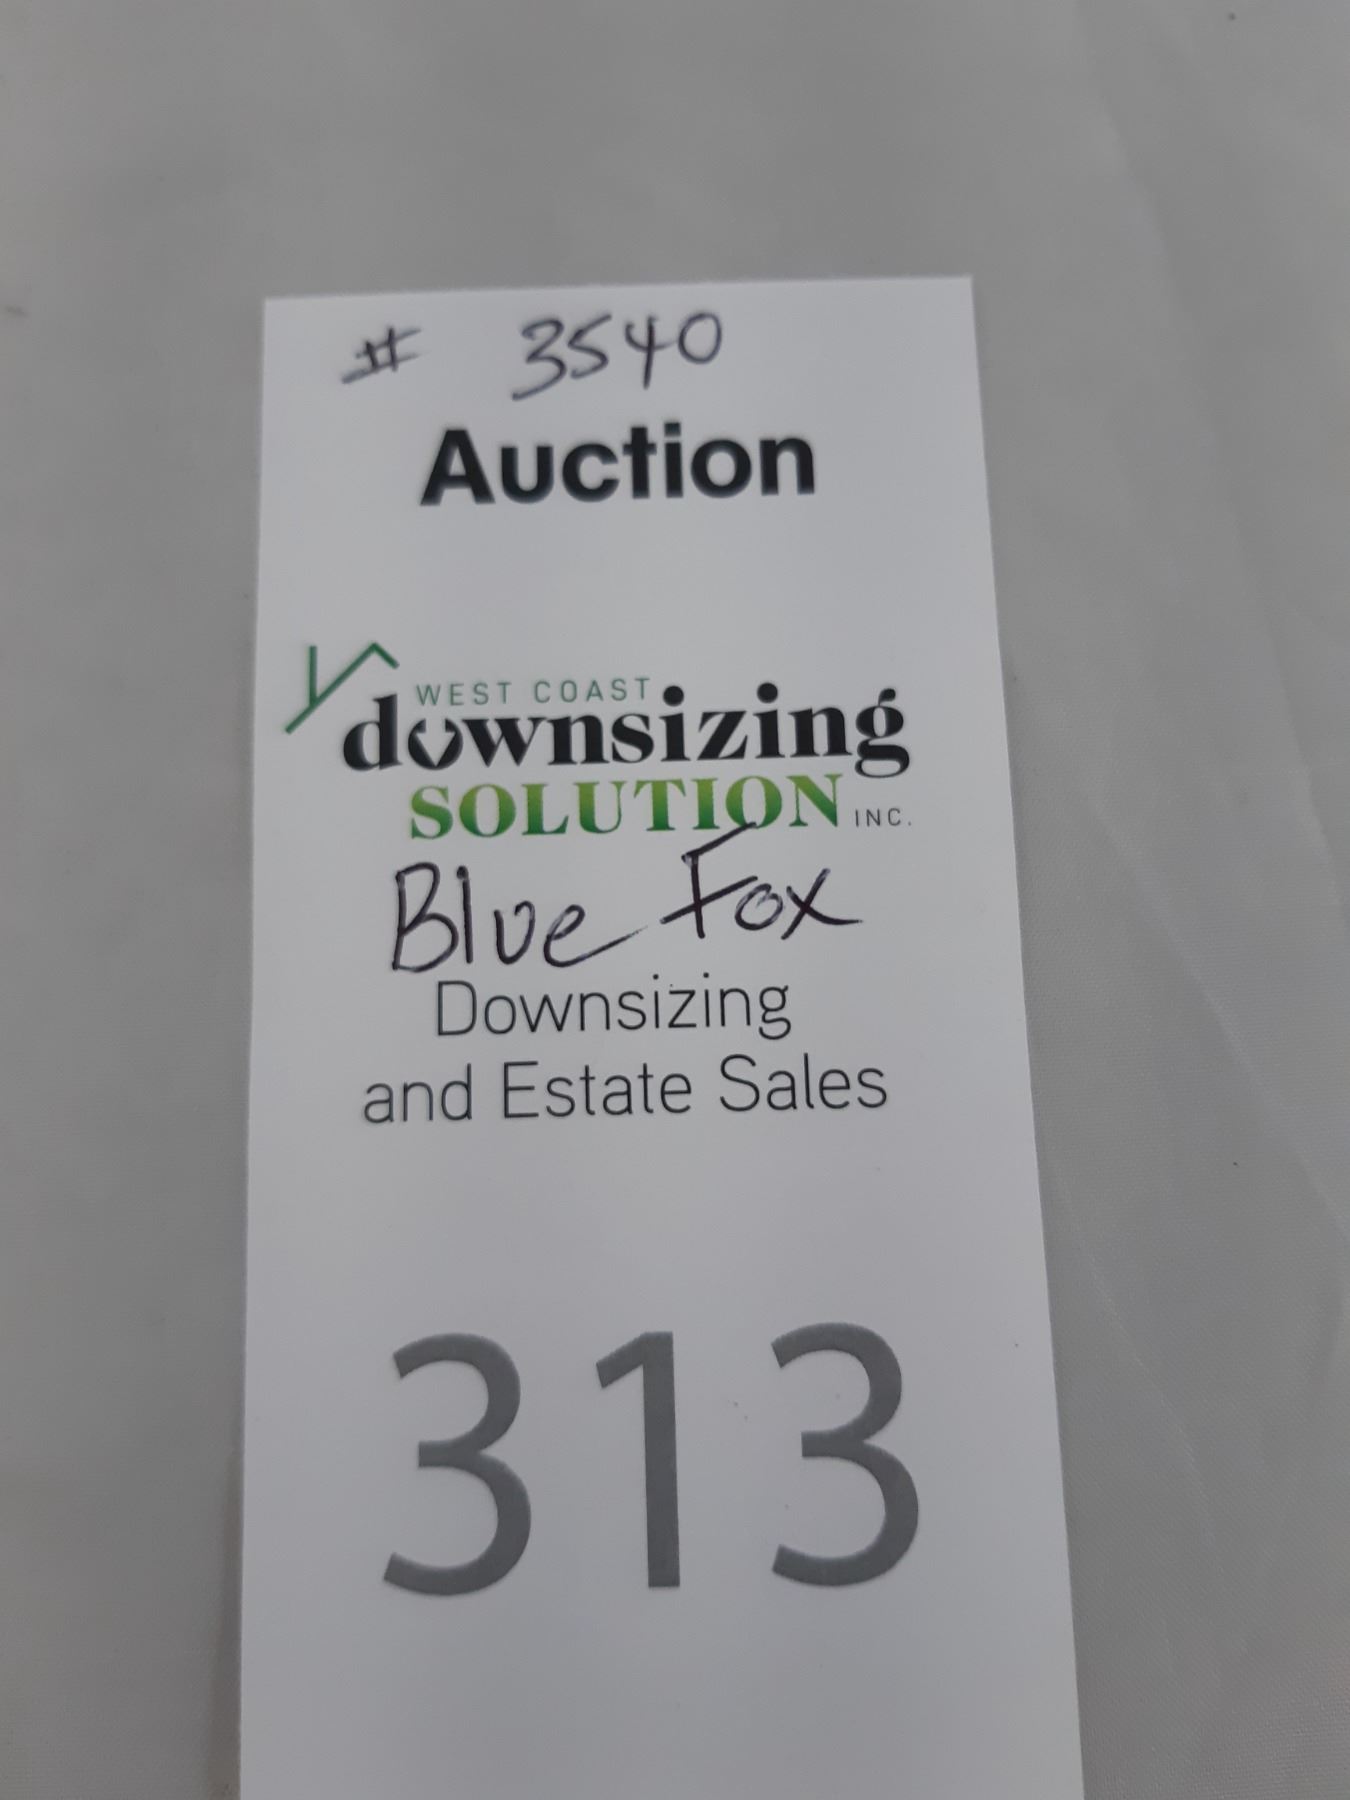 # 3540
Auction
WEST COAST
downsizing
SOLUTION INC.
Blue Fox
Downsizing
and Estate Sales
313